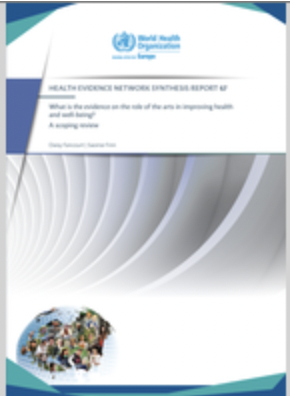 World Health
Organization
Europe
HEALTH EVIDENCE NETWORK SYNTHESIS REPORT 67
What is the evidence on the role of the arts in improving health
and well-being?
A scoping review
Daisy Fancourt | Saoirse Finn